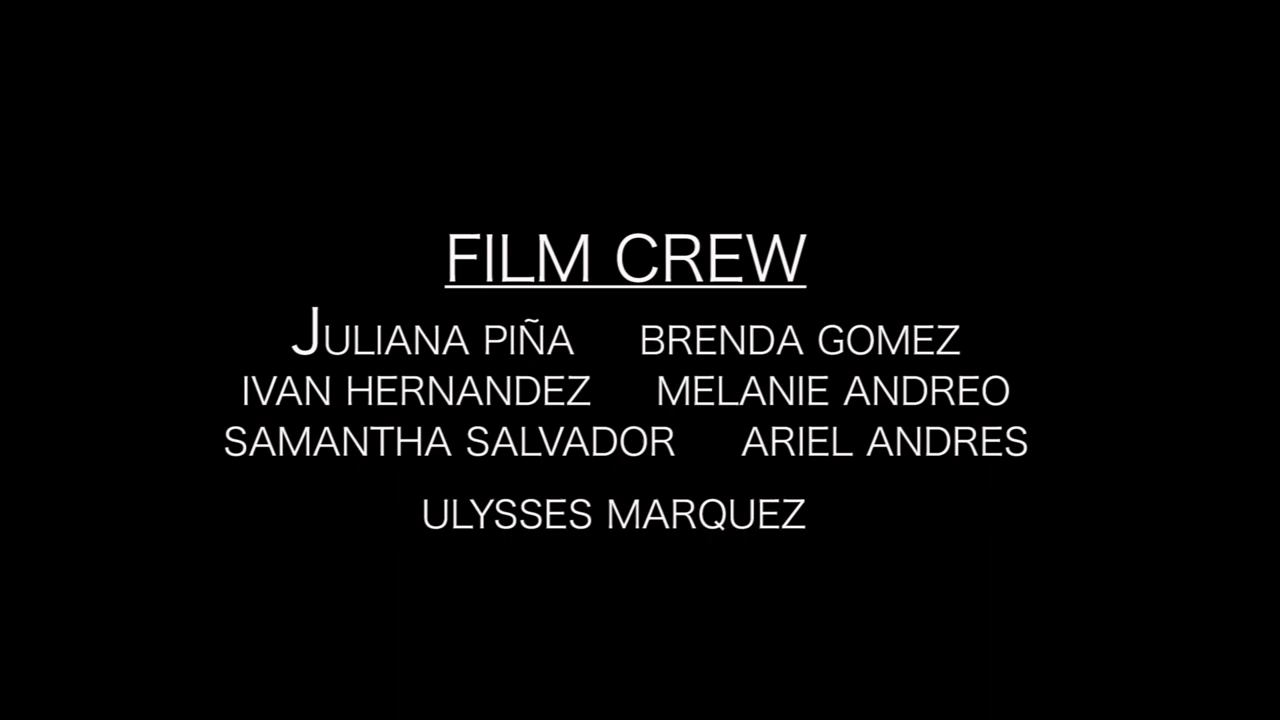 FILM CREW
JULIANA PIÑA BRENDA GOMEZ
IVAN HERNANDEZ MELANIE ANDREO
SAMANTHA SALVADOR ARIEL ANDRES
ULYSSES MARQUEZ